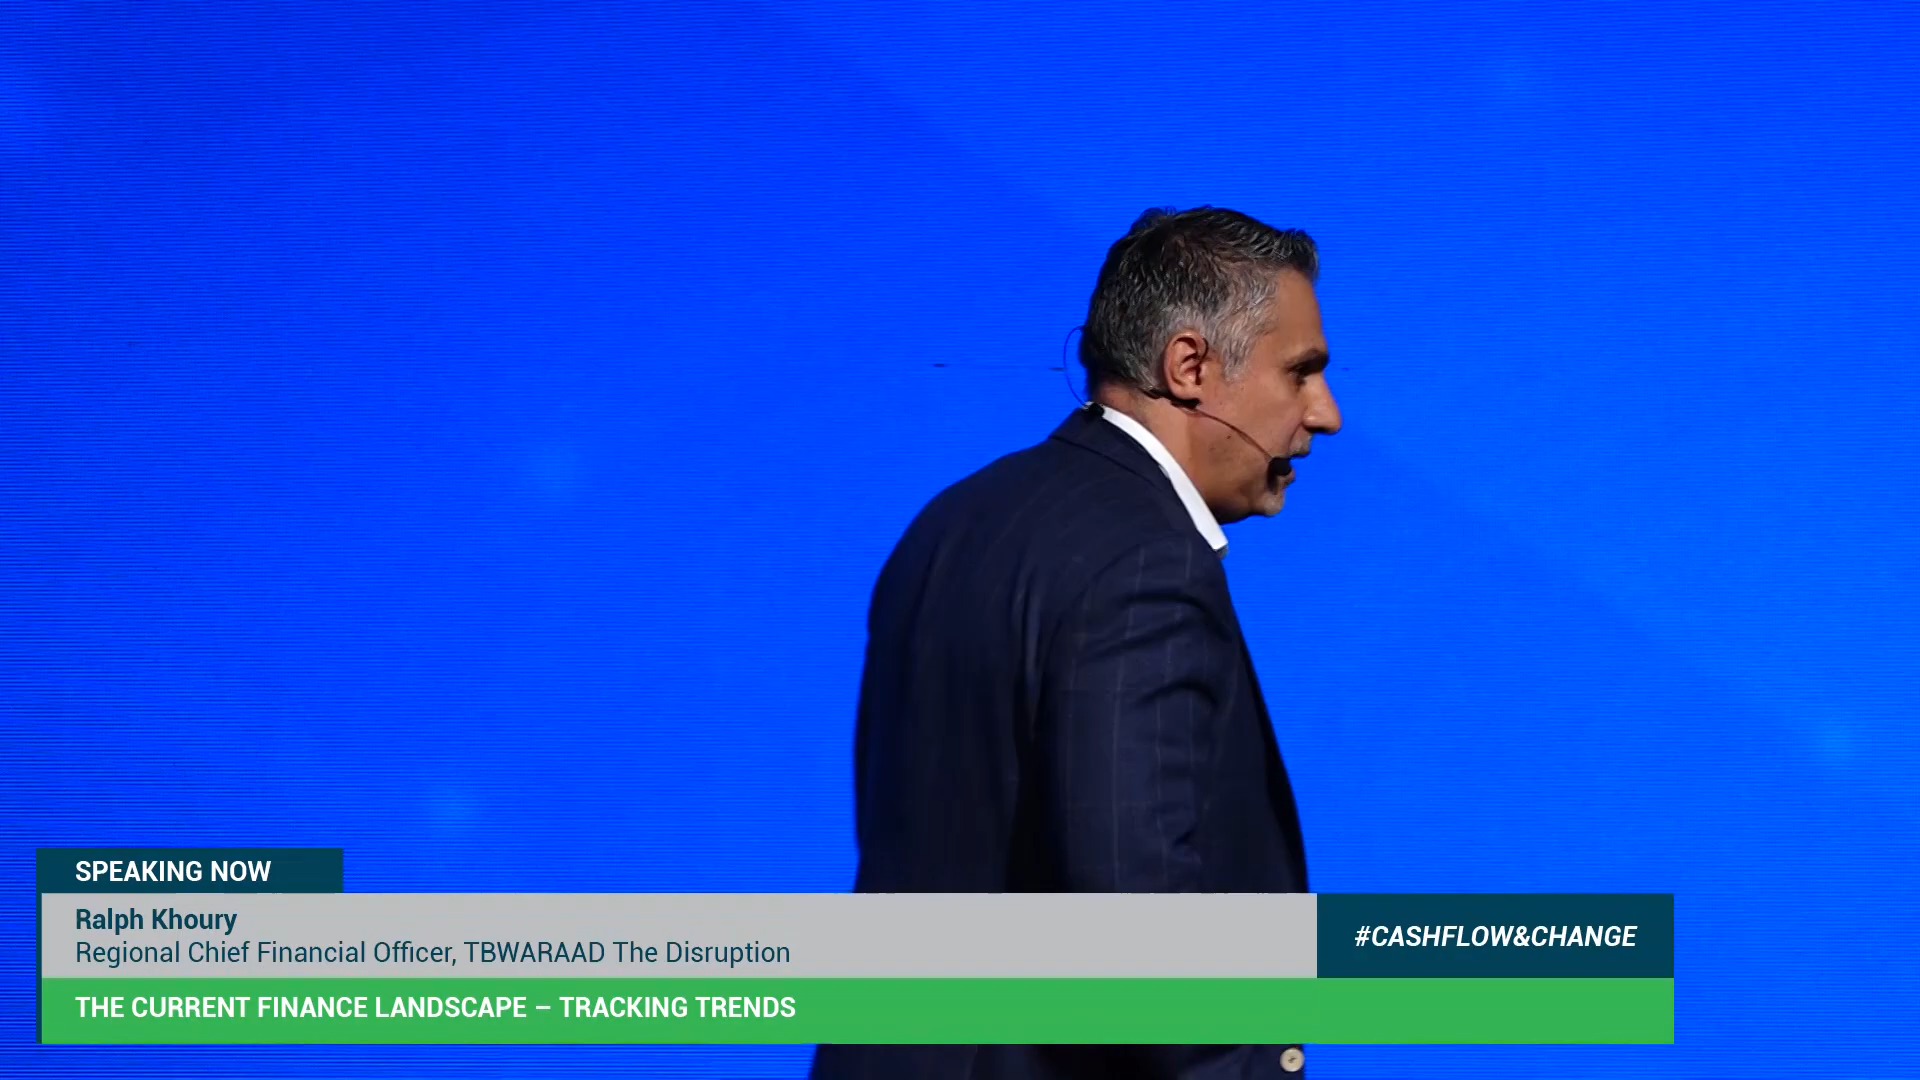 SPEAKING NOW
Ralph Khoury
Regional Chief Financial Officer, TBWARAAD The Disruption
#CASHFLOW&CHANGE
THE CURRENT FINANCE LANDSCAPE – TRACKING TRENDS